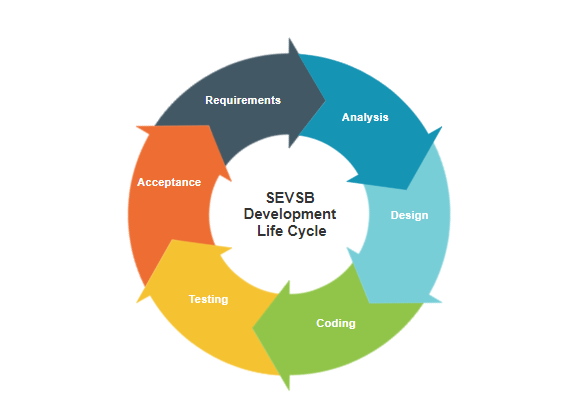 Requirements
Analysis
Design
Coding
Testing
Acceptance
SEVSB
Development
Life Cycle